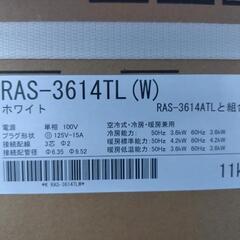 RAS-3614TL(W)
ホワイト RAS-3614ATLと組
電源 単相 100V 空冷式・冷房・暖房兼用
プラグ形状 125V-15A 冷房能力: 50Hz 3.6kW 60Hz 3.6kW
接続配線 3芯 Φ2 暖房標準能力: 50Hz 4.2kW 60Hz 4.2kW
接続配管径 Φ6.35 Φ9.52 暖房低温能力: 50Hz 3.6kW 60Hz 3.6kW
*K RAS-3614TLW* 11k